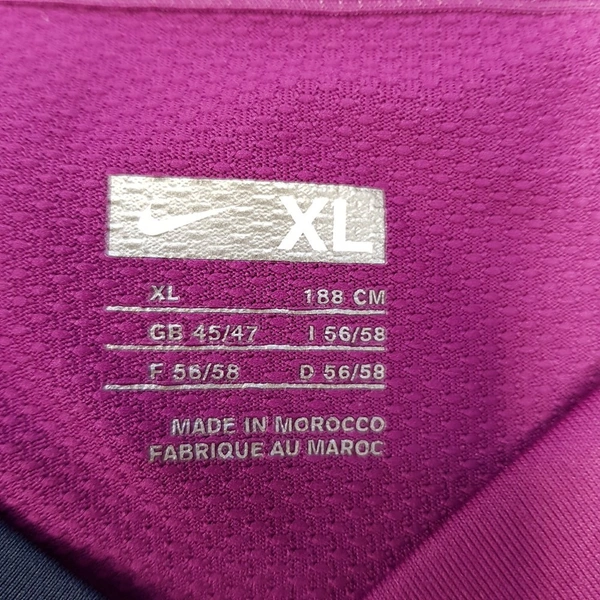 XL
XL 188 CM
GB 45/47 I 56/58
F 56/58 D 56/58
MADE IN MOROCCO
FABRIQUE AU MAROC